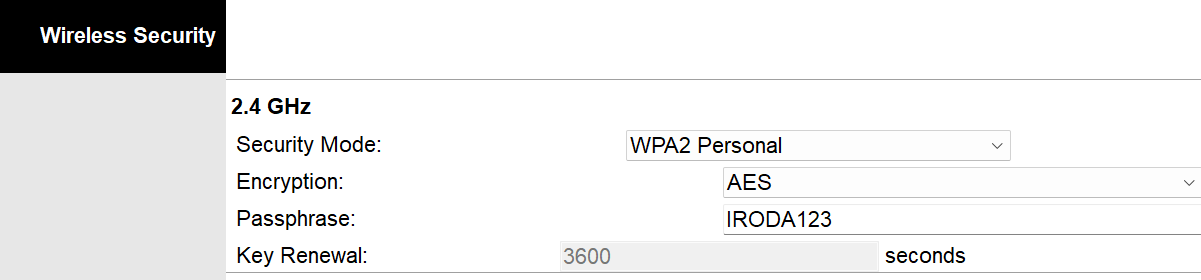 Wireless Security
2.4 GHz
Security Mode: WPA2 Personal
Encryption: AES
Passphrase: IRODA123
Key Renewal: 3600 seconds